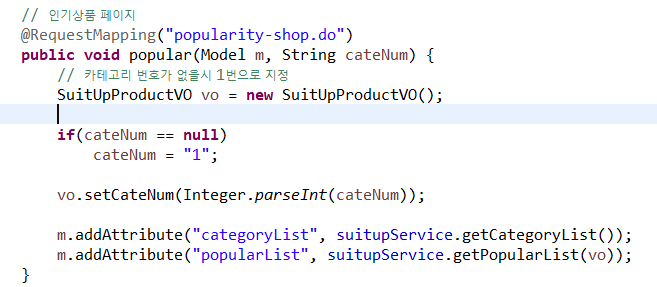 // 인기상품 페이지
@RequestMapping("popularity-shop.do")
public void popular(Model m, String cateNum) {
// 카테고리 번호가 없을시 1번으로 지정
SuitUpProductVO vo = new SuitUpProductVO();
if(cateNum == null)
cateNum = "1";
vo.setCateNum(Integer.parseInt(cateNum));
m.addAttribute("categoryList", suitupService.getCategoryList());
m.addAttribute("popularList", suitupService.getPopularList(vo));
}